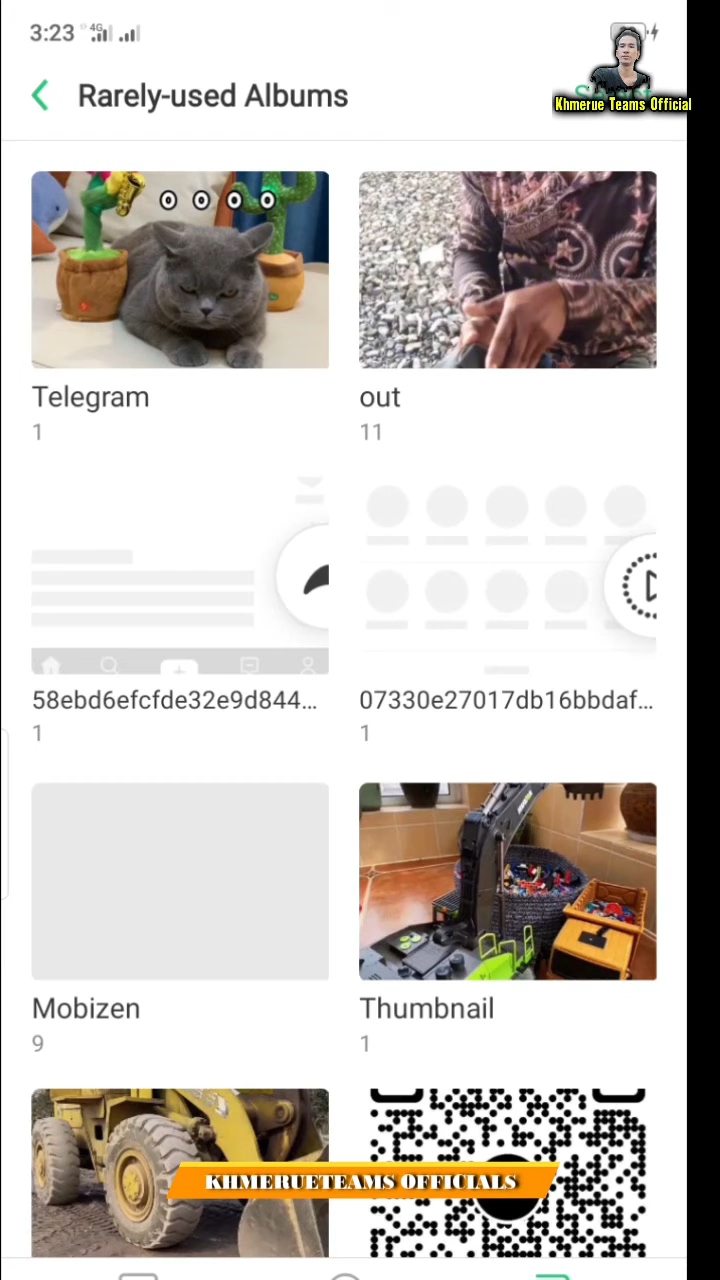 3:23
4G
Rarely-used Albums
Khmerue Teams Official
Telegram
1
out
11
58ebd6efcfde32e9d844...
1
07330e27017db16bbdaf...
1
Mobizen
9
Thumbnail
1
KHMERUETEAMS OFFICIALS